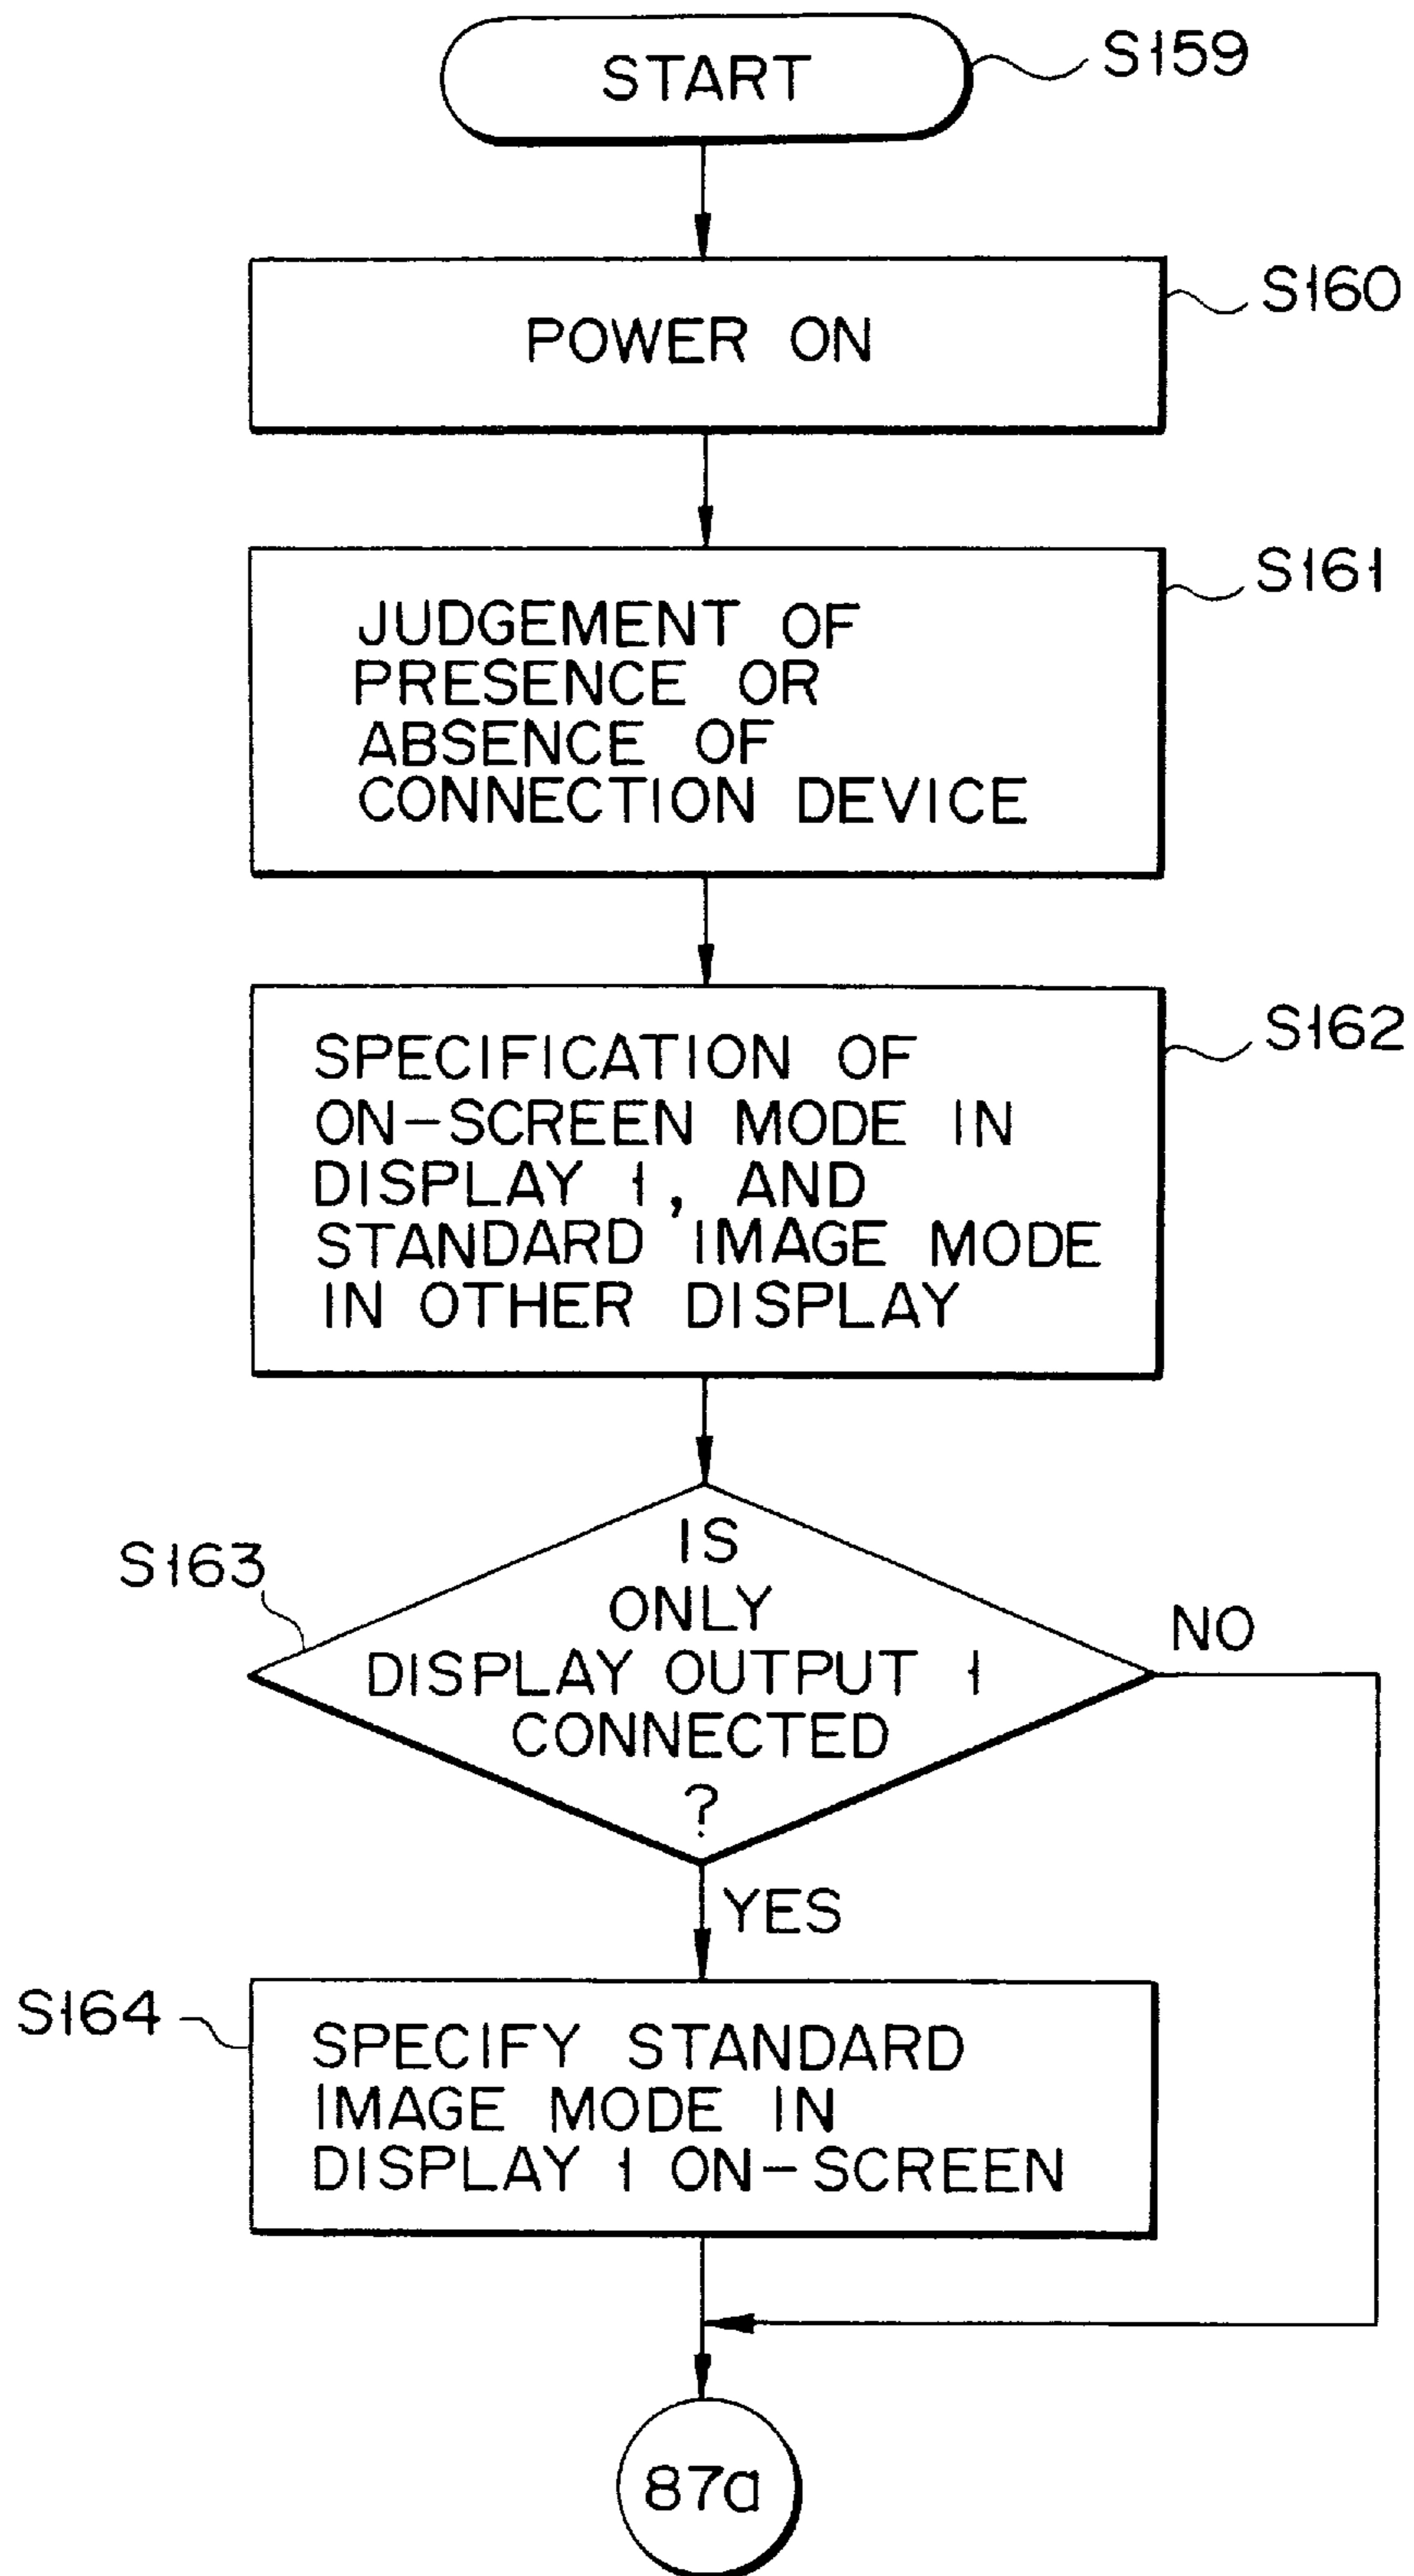 START
S159
POWER ON
S160
JUDGEMENT OF
PRESENCE OR
ABSENCE OF
CONNECTION DEVICE
S161
SPECIFICATION OF
ON-SCREEN MODE IN
DISPLAY 1, AND
STANDARD IMAGE MODE
IN OTHER DISPLAY
S162
S163
IS
ONLY
DISPLAY OUTPUT 1
CONNECTED
?
NO
YES
S164
SPECIFY STANDARD
IMAGE MODE IN
DISPLAY 1 ON-SCREEN
87a